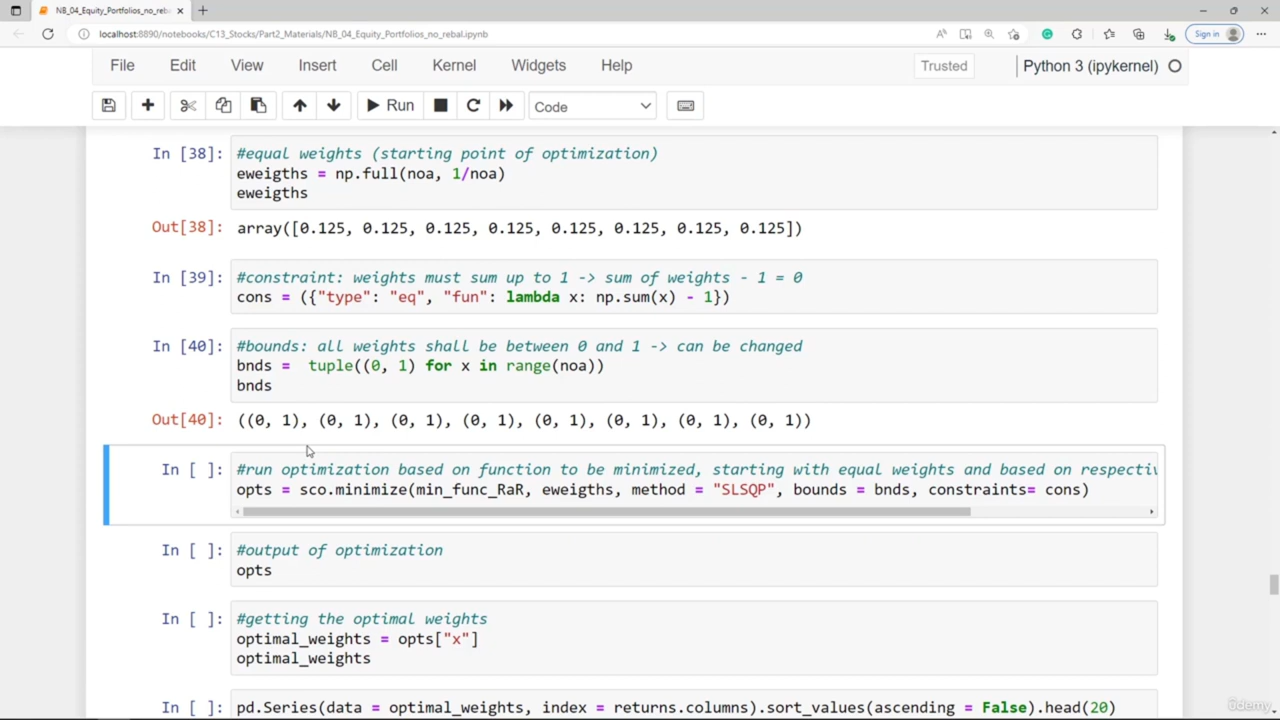 NB_04_Equity_Portfolios_no_reb
localhost:8890/notebooks/C13_Stocks/Part2_Materials/NB_04_Equity_Portfolios_no_rebal.ipynb
Sign in
File Edit View Insert Cell Kernel Widgets Help Trusted Python 3 (ipykernel)
Run Code
In [38]: #equal weights (starting point of optimization)
eweigths = np.full(noa, 1/noa)
eweigths
Out[38]: array([0.125, 0.125, 0.125, 0.125, 0.125, 0.125, 0.125, 0.125])
In [39]: #constraint: weights must sum up to 1 -> sum of weights - 1 = 0
cons = ({"type": "eq", "fun": lambda x: np.sum(x) - 1})
In [40]: #bounds: all weights shall be between 0 and 1 -> can be changed
bnds =  tuple((0, 1) for x in range(noa))
bnds
Out[40]: ((0, 1), (0, 1), (0, 1), (0, 1), (0, 1), (0, 1), (0, 1), (0, 1))
In [ ]: #run optimization based on function to be minimized, starting with equal weights and based on respectiv
opts = sco.minimize(min_func_RaR, eweigths, method = "SLSQP", bounds = bnds, constraints= cons)
In [ ]: #output of optimization
opts
In [ ]: #getting the optimal weights
optimal_weights = opts["x"]
optimal_weights
In [ ]: pd.Series(data = optimal_weights, index = returns.columns).sort_values(ascending = False).head(20)
ûdemy